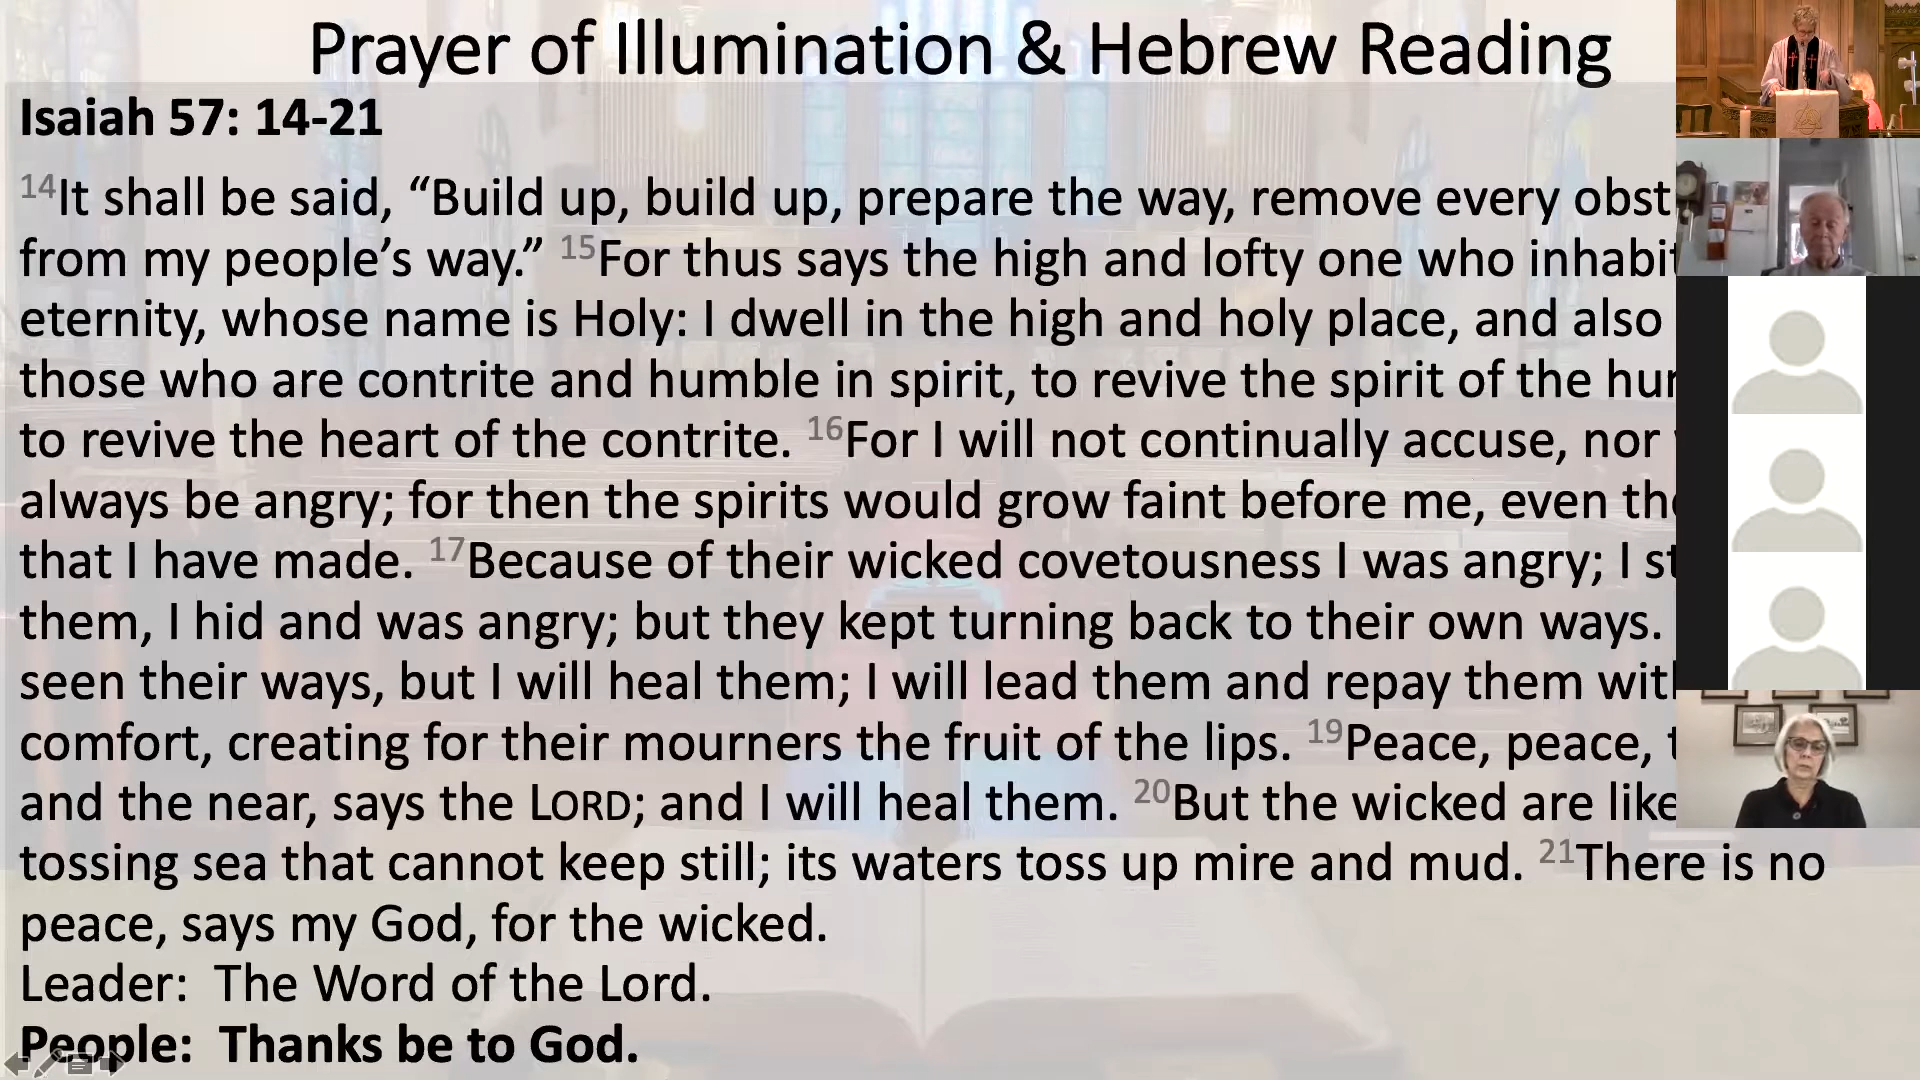 Prayer of Illumination & Hebrew Reading
Isaiah 57: 14-21
14It shall be said, “Build up, build up, prepare the way, remove every
from my people’s way.” 15For thus says the high and lofty one who
eternity, whose name is Holy: I dwell in the high and holy place, and also
those who are contrite and humble in spirit, to revive the spirit of the
to revive the heart of the contrite. 16For I will not continually accuse, nor
always be angry; for then the spirits would grow faint before me, even
that I have made. 17Because of their wicked covetousness I was angry; I
them, I hid and was angry; but they kept turning back to their own ways.
seen their ways, but I will heal them; I will lead them and repay them
comfort, creating for their mourners the fruit of the lips. 19Peace, peace,
and the near, says the LORD; and I will heal them. 20But the wicked are like
tossing sea that cannot keep still; its waters toss up mire and mud. 21There is no
peace, says my God, for the wicked.
Leader:  The Word of the Lord.
People:  Thanks be to God.